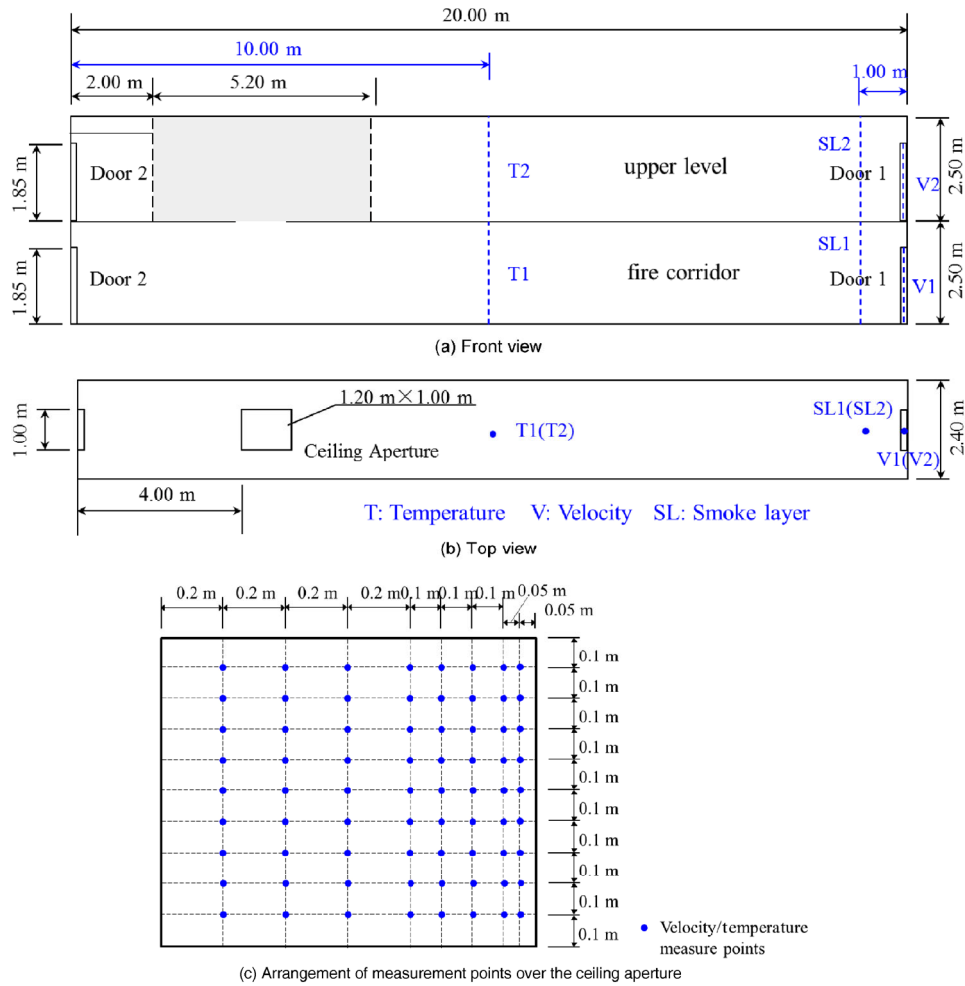 20.00 m
10.00 m
2.00 m
5.20 m
1.00 m
1.85 m
Door 2
T2
upper level
SL2
Door 1
V2
2.50 m
1.85 m
Door 2
T1
fire corridor
SL1
Door 1
V1
2.50 m
(a) Front view
1.00 m
1.20 m×1.00 m
Ceiling Aperture
T1(T2)
SL1(SL2)
V1(V2)
2.40 m
4.00 m
T: Temperature V: Velocity SL: Smoke layer
(b) Top view
0.2 m 0.2 m 0.2 m 0.2 m 0.1 m 0.1 m 0.1 m 0.05 m
0.05 m
0.1 m
0.1 m
0.1 m
0.1 m
0.1 m
0.1 m
0.1 m
0.1 m
0.1 m
0.1 m
Velocity/temperature
measure points
(c) Arrangement of measurement points over the ceiling aperture